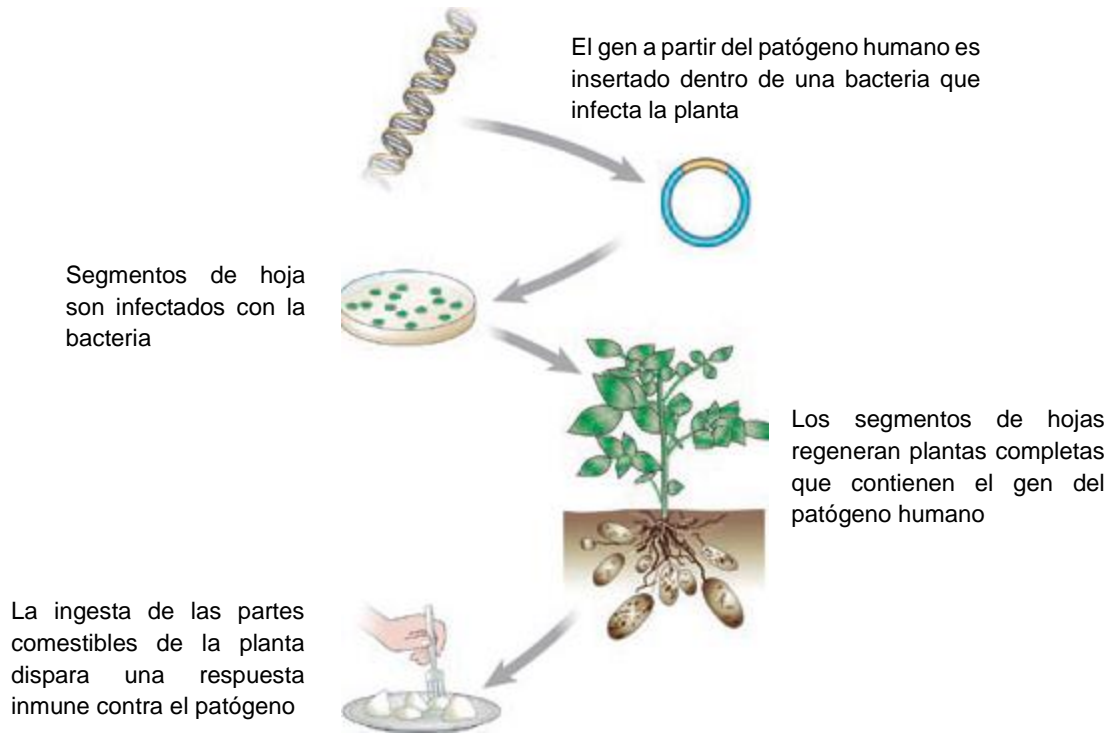 El gen a partir del patógeno humano es
insertado dentro de una bacteria que
infecta la planta
Segmentos de hoja
son infectados con la
bacteria
Los segmentos de hojas
regeneran plantas completas
que contienen el gen del
patógeno humano
La ingesta de las partes
comestibles de la planta
dispara una respuesta
inmune contra el patógeno